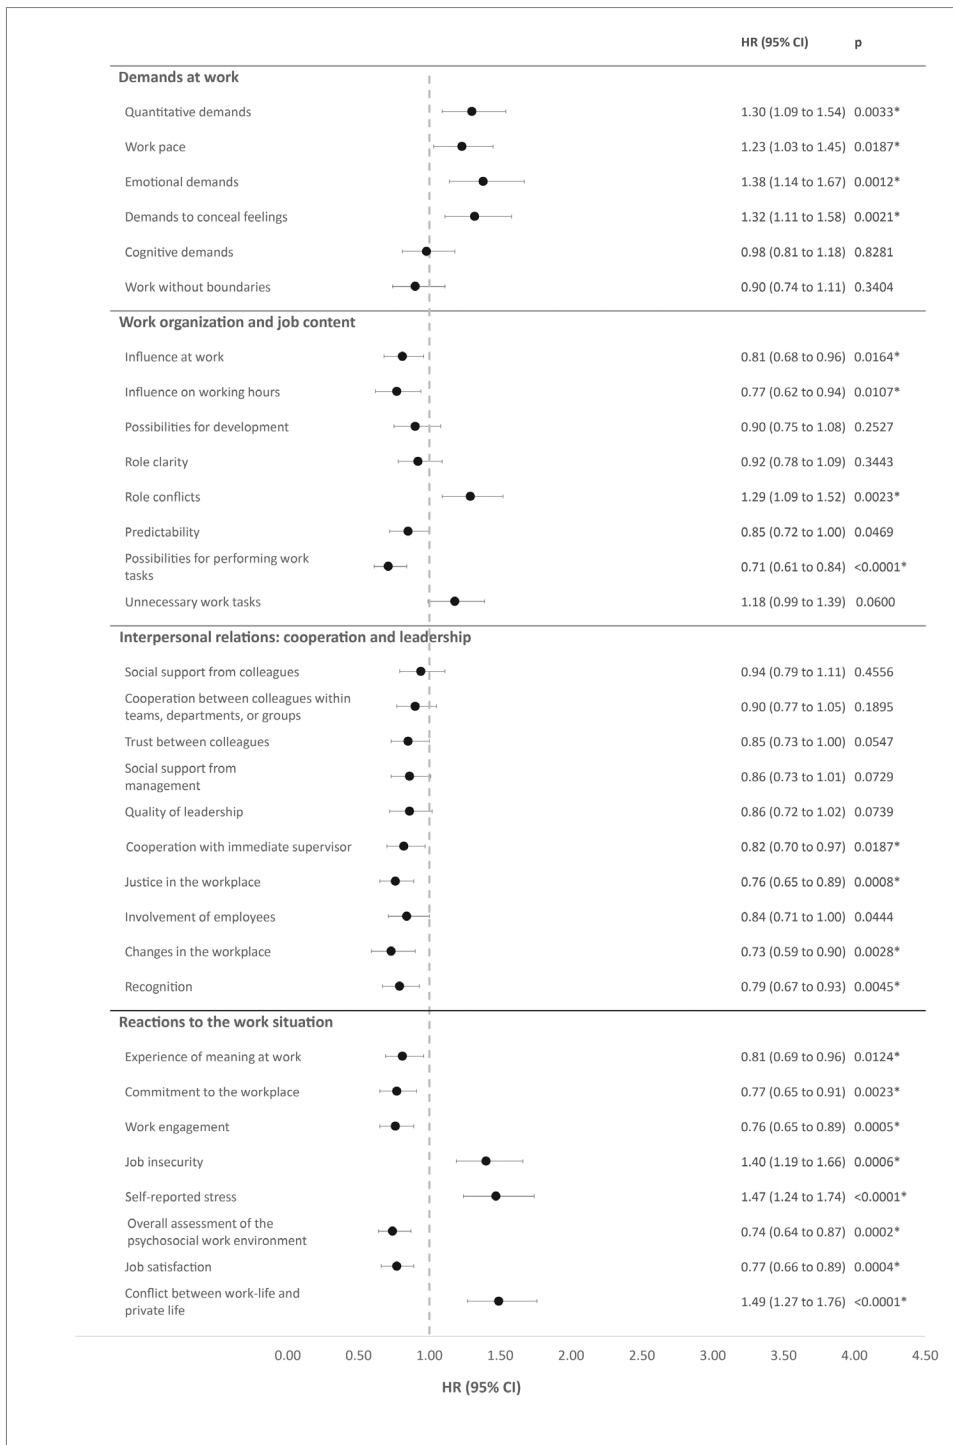 HR (95% CI) p
Demands at work
Quantitative demands 1.30 (1.09 to 1.54) 0.0033*
Work pace 1.23 (1.03 to 1.45) 0.0187*
Emotional demands 1.38 (1.14 to 1.67) 0.0012*
Demands to conceal feelings 1.32 (1.11 to 1.58) 0.0021*
Cognitive demands 0.98 (0.81 to 1.18) 0.8281
Work without boundaries 0.90 (0.74 to 1.11) 0.3404
Work organization and job content
Influence at work 0.81 (0.68 to 0.96) 0.0164*
Influence on working hours 0.77 (0.62 to 0.94) 0.0107*
Possibilities for development 0.90 (0.75 to 1.08) 0.2527
Role clarity 0.92 (0.78 to 1.09) 0.3443
Role conflicts 1.29 (1.09 to 1.52) 0.0023*
Predictability 0.85 (0.72 to 1.00) 0.0469
Possibilities for performing work
tasks 0.71 (0.61 to 0.84) <0.0001*
Unnecessary work tasks 1.18 (0.99 to 1.39) 0.0600
Interpersonal relations: cooperation and leadership
Social support from colleagues 0.94 (0.79 to 1.11) 0.4556
Cooperation between colleagues within
teams, departments, or groups 0.90 (0.77 to 1.05) 0.1895
Trust between colleagues 0.85 (0.73 to 1.00) 0.0547
Social support from
management 0.86 (0.73 to 1.01) 0.0729
Quality of leadership 0.86 (0.72 to 1.02) 0.0739
Cooperation with immediate supervisor 0.82 (0.70 to 0.97) 0.0187*
Justice in the workplace 0.76 (0.65 to 0.89) 0.0008*
Involvement of employees 0.84 (0.71 to 1.00) 0.0444
Changes in the workplace 0.73 (0.59 to 0.90) 0.0028*
Recognition 0.79 (0.67 to 0.93) 0.0045*
Reactions to the work situation
Experience of meaning at work 0.81 (0.69 to 0.96) 0.0124*
Commitment to the workplace 0.77 (0.65 to 0.91) 0.0023*
Work engagement 0.76 (0.65 to 0.89) 0.0005*
Job insecurity 1.40 (1.19 to 1.66) 0.0006*
Self-reported stress 1.47 (1.24 to 1.74) <0.0001*
Overall assessment of the
psychosocial work environment 0.74 (0.64 to 0.87) 0.0002*
Job satisfaction 0.77 (0.66 to 0.89) 0.0004*
Conflict between work-life and
private life 1.49 (1.27 to 1.76) <0.0001*
0.00 0.50 1.00 1.50 2.00 2.50 3.00 3.50 4.00 4.50
HR (95% CI)